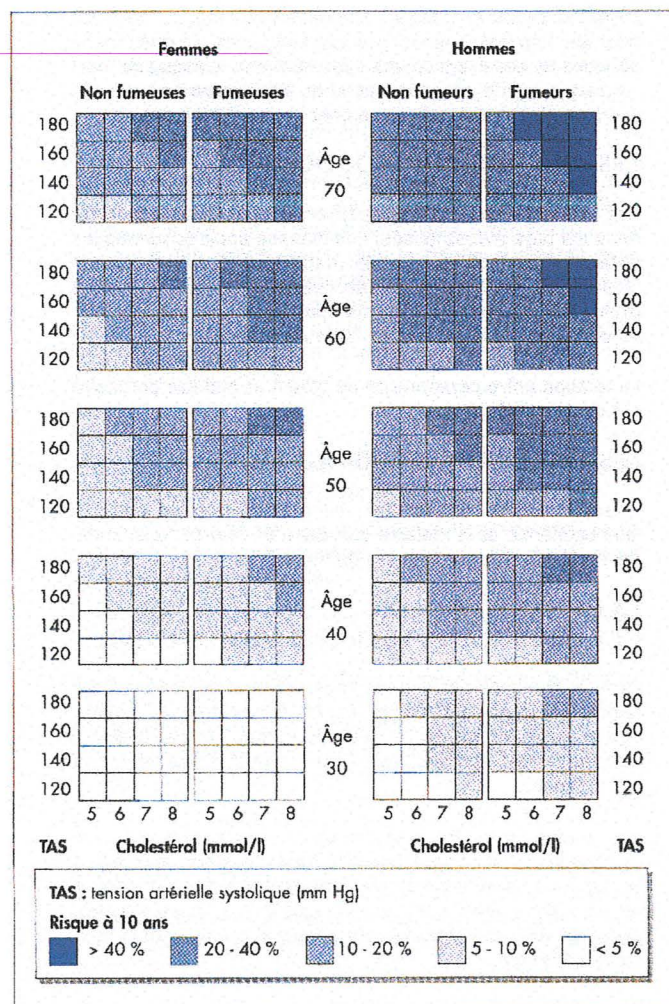 Femmes Hommes
Non fumeuses Fumeuses Non fumeurs Fumeurs
180 180
160 Âge 160
140 70 140
120 120
180 180
160 Âge 160
140 60 140
120 120
180 180
160 Âge 160
140 50 140
120 120
180 180
160 Âge 160
140 40 140
120 120
180 180
160 Âge 160
140 30 140
120 120
5 6 7 8 5 6 7 8 5 6 7 8 5 6 7 8
TAS Cholestérol (mmol/l) Cholestérol (mmol/l) TAS
TAS : tension artérielle systolique (mm Hg)
Risque à 10 ans
> 40 % 20 - 40 % 10 - 20 % 5 - 10 % < 5 %